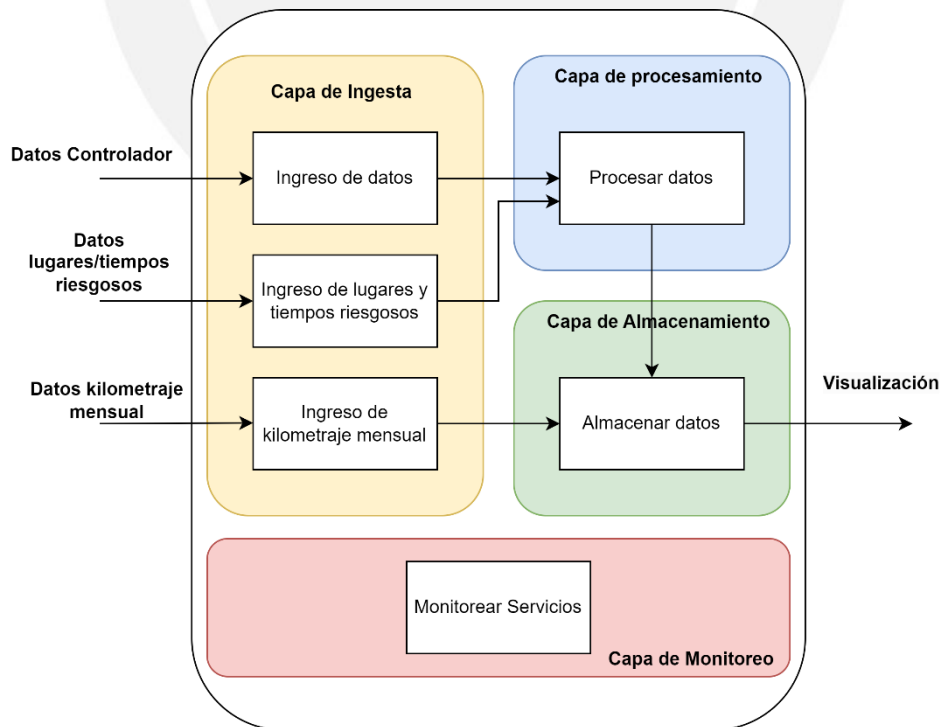 Capa de Ingesta
Capa de procesamiento
Datos Controlador
Ingreso de datos
Procesar datos
Datos
lugares/tiempos
riesgosos
Ingreso de lugares y
tiempos riesgosos
Capa de Almacenamiento
Datos kilometraje
mensual
Ingreso de
kilometraje mensual
Almacenar datos
Visualización
Monitorear Servicios
Capa de Monitoreo